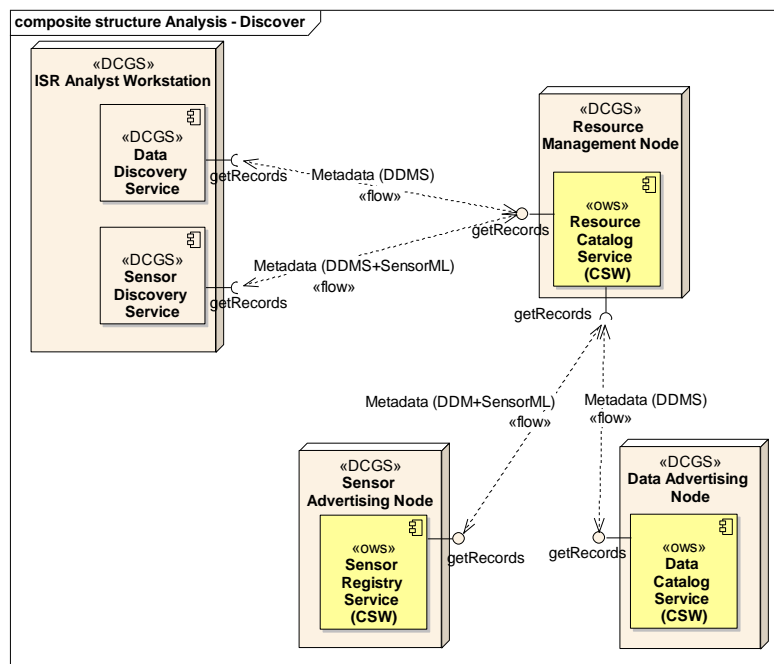 composite structure Analysis - Discover
«DCGS»
ISR Analyst Workstation
«DCGS»
Data
Discovery
Service
getRecords
«DCGS»
Sensor
Discovery
Service
getRecords
Metadata (DDMS)
«flow»
Metadata (DDMS+SensorML)
«flow»
«DCGS»
Resource
Management Node
«ows»
Resource
Catalog
Service
(CSW)
getRecords
getRecords
Metadata (DDM+SensorML)
«flow»
Metadata (DDMS)
«flow»
«DCGS»
Sensor
Advertising Node
«ows»
Sensor
Registry
Service
(CSW)
getRecords
«DCGS»
Data Advertising
Node
«ows»
Data
Catalog
Service
(CSW)
getRecords